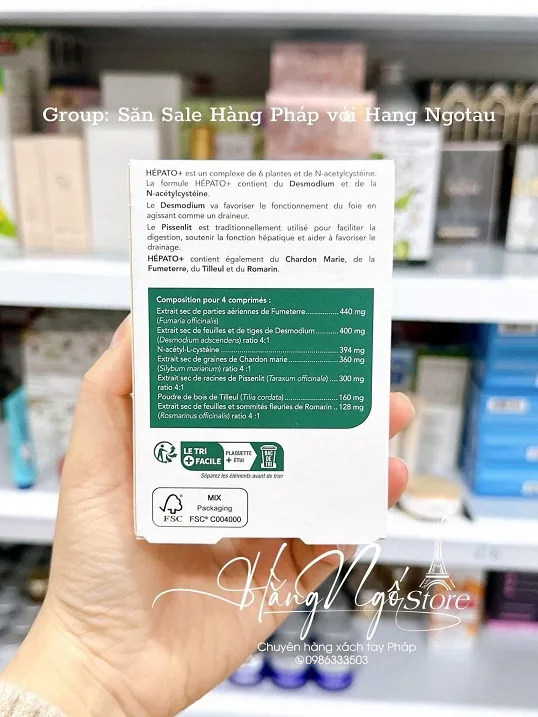 Group: Săn Sale Hàng Pháp với Hang Ngotau
HÉPATO+ est un complexe de 6 plantes et de N-acetylcystéine.
La formule HÉPATO+ contient du Desmodium et de la
N-acétylcystéine.
Le Desmodium va favoriser le fonctionnement du foie en
agissant comme un draineur.
Le Pissenlit est traditionnellement utilisé pour faciliter la
digestion, soutenir la fonction hépatique et aider à favoriser le
drainage.
HÉPATO+ contient également du Chardon Marie, de la
Fumeterre, du Tilleul et du Romarin.
Composition pour 4 comprimés :
Extrait sec de parties aériennes de Fumeterre............. 440 mg
(Fumaria officinalis)
Extrait sec de feuilles et de tiges de Desmodium ......... 400 mg
(Desmodium adscendens) ratio 4:1
N-acétyl-L-cystéine ................................................ 394 mg
Extrait sec de graines de Chardon marie.................... 360 mg
(Silybum marianum) ratio 4 :1
Extrait sec de racines de Pissenlit (Taraxum officinale) .... 300 mg
ratio 4:1
Poudre de bois de Tilleul (Tilia cordata)..................... 160 mg
Extrait sec de feuilles et sommités fleuries de Romarin .. 128 mg
(Rosmarinus officinalis) ratio 4 :1
LE TRI
+ FACILE
PLAQUETTE
+ ÉTUI
BAC
DE
TRI
Séparez les éléments avant de trier
FSC
MIX
Packaging
FSC® C004000
Hằng Ngố Store
Chuyên hàng xách tay Pháp
0986333503